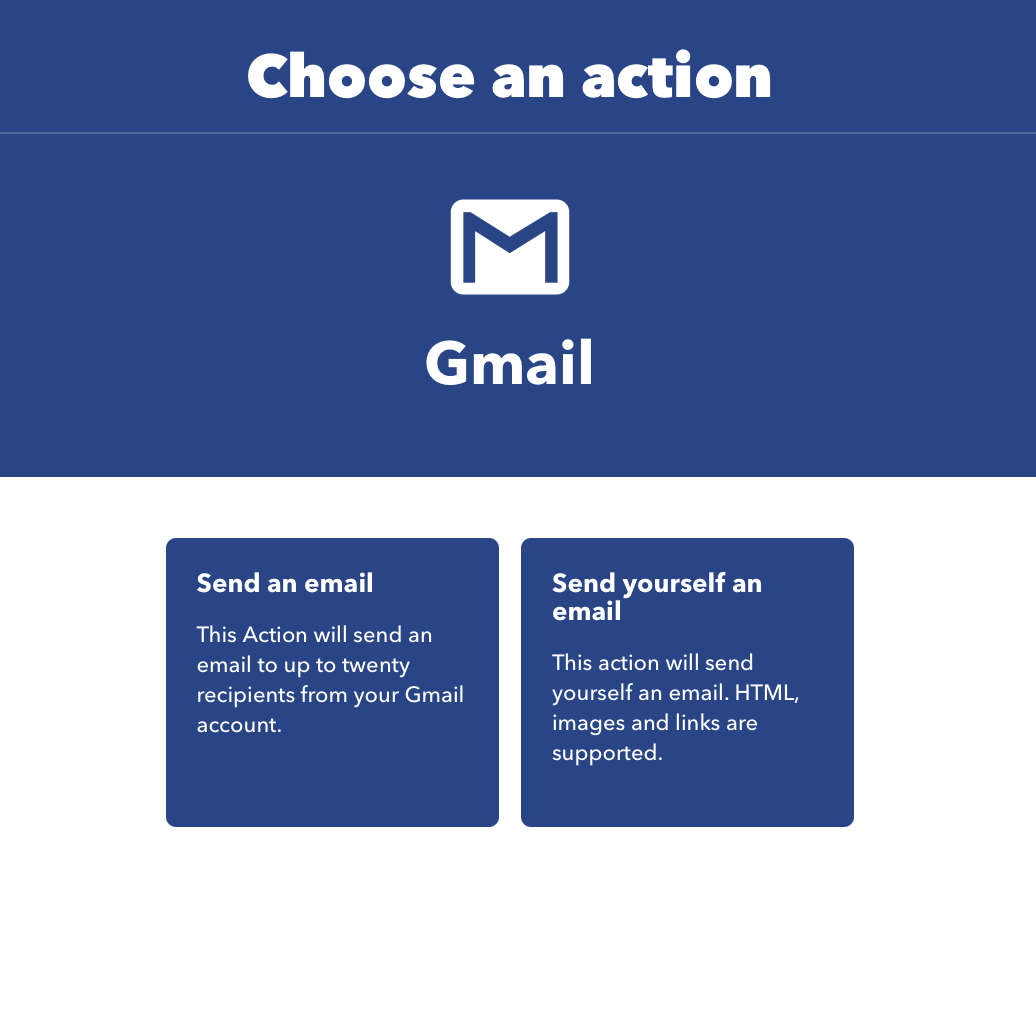 Choose an action
Gmail
Send an email
This Action will send an
email to up to twenty
recipients from your Gmail
account.
Send yourself an
email
This action will send
yourself an email. HTML,
images and links are
supported.